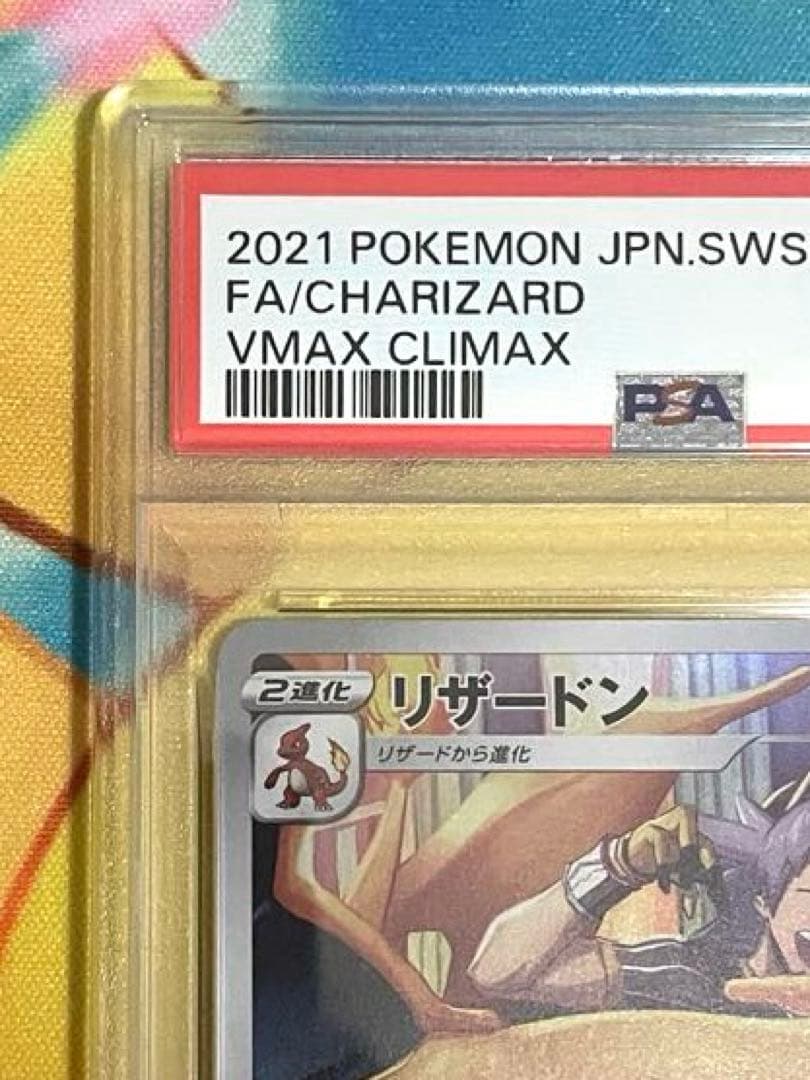 2021 POKEMON JPN.SWS
FA/CHARIZARD
VMAX CLIMAX
PSA
2進化
リザードン
リザードから進化